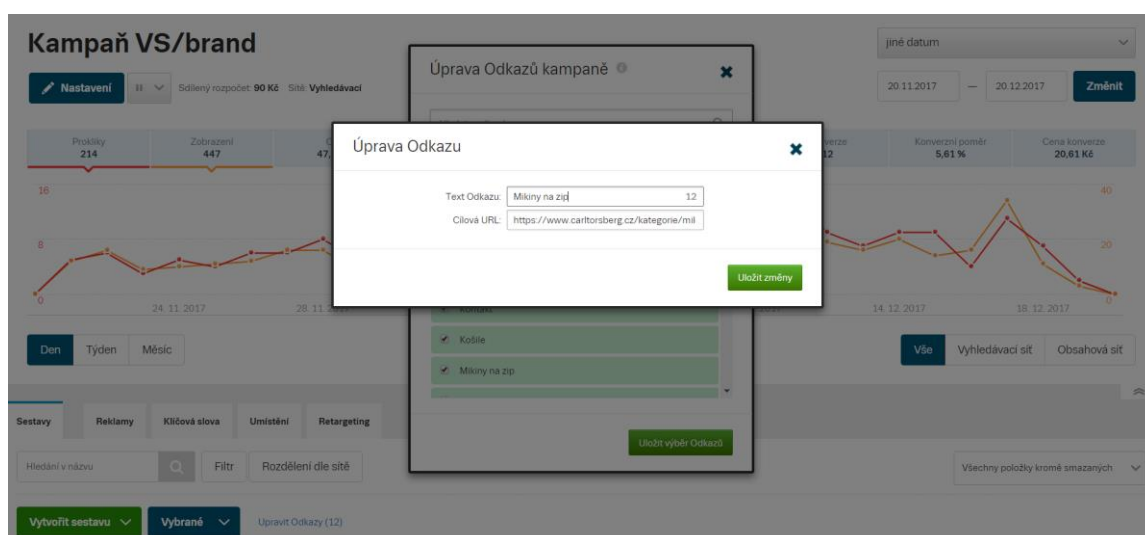 Kampaň VS/brand
jiné datum
Nastavení
Sdílený rozpočet: 90 Kč Sítě: Vyhledávací
20.11.2017 — 20.12.2017 Změnit
Úprava Odkazů kampaně
Prokliky
214
Zobrazení
447
47,
12
Konverzní poměr
5,61 %
Cena konverze
20,61 Kč
Úprava Odkazu
Text Odkazu: Mikiny na zip 12
Cílová URL: https://www.carltorsberg.cz/kategorie/mil
Uložit změny
16
8
0
40
20
0
24. 11. 2017
28. 11. 2017
14. 12. 2017
18. 12. 2017
Kontakt
Košile
Mikiny na zip
Uložit výběr Odkazů
Den Týden Měsíc
Vše Vyhledávací síť Obsahová síť
Sestavy Reklamy Klíčová slova Umístění Retargeting
Hledání v názvu Filtr Rozdělení dle sítě
Všechny položky kromě smazaných
Vytvořit sestavu Vybrané Upravit Odkazy (12)